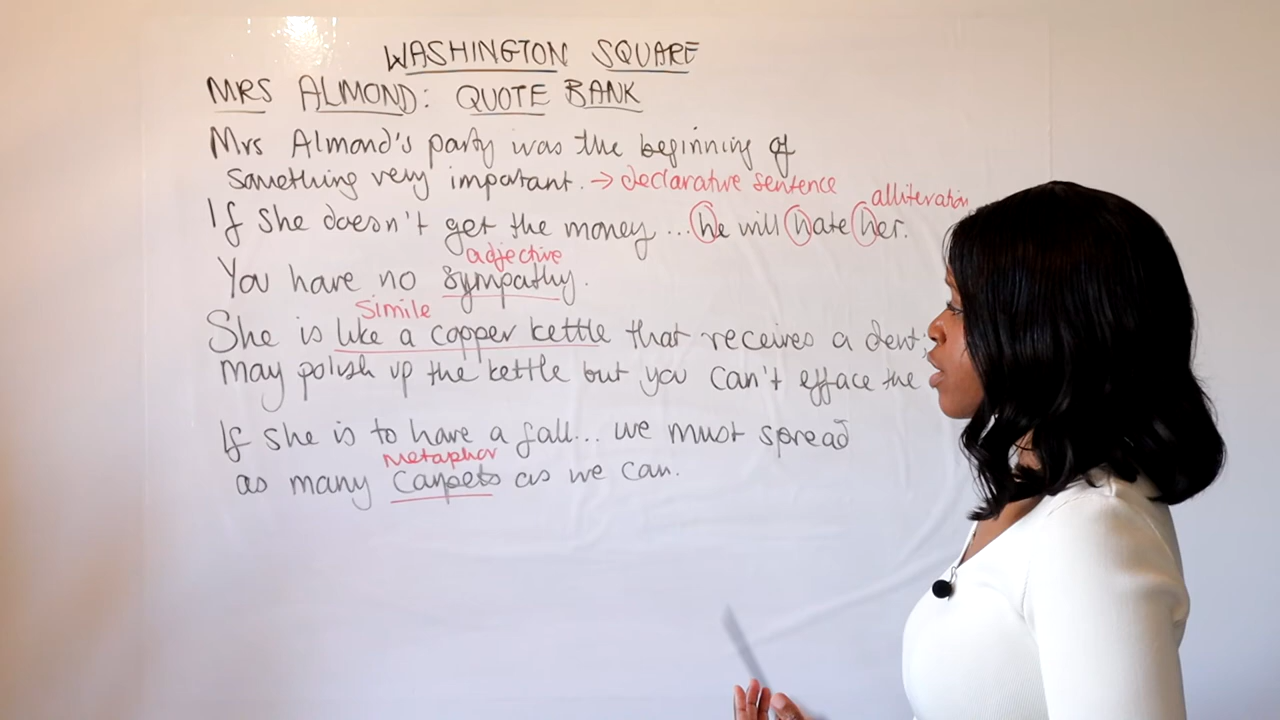 WASHINGTON SQUARE
MRS ALMOND: QUOTE BANK
Mrs Almond's party was the beginning of
something very important. → declarative sentence
alliteration
If she doesn't get the money ... he will hate her.
adjective
You have no sympathy.
Simile
She is like a copper kettle that receives a dent;
may polish up the kettle but you can't efface the
If she is to have a fall... we must spread
Metaphor
as many carpets as we can.